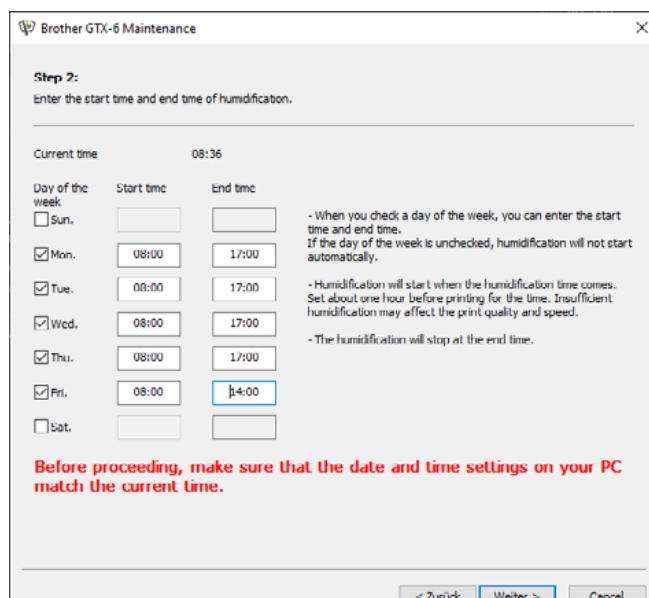 Brother GTX-6 Maintenance
Step 2:
Enter the start time and end time of humidification.
Current time 08:36
Day of the week Start time End time
Sun.
Mon. 08:00 17:00
Tue. 08:00 17:00
Wed. 08:00 17:00
Thu. 08:00 17:00
Fri. 08:00 14:00
Sat.
- When you check a day of the week, you can enter the start
time and end time.
If the day of the week is unchecked, humidification will not start
automatically.
- Humidification will start when the humidification time comes.
Set about one hour before printing for the time. Insufficient
humidification may affect the print quality and speed.
- The humidification will stop at the end time.
Before proceeding, make sure that the date and time settings on your PC
match the current time.
< Zurück Weiter > Cancel